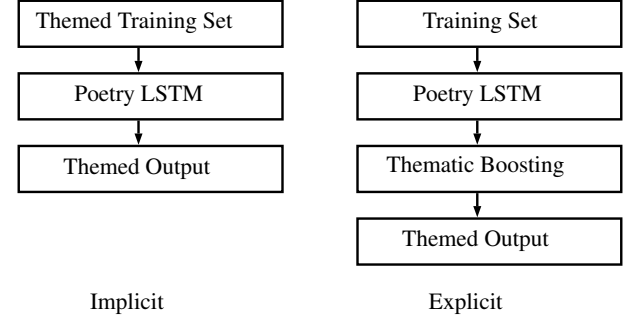 Themed Training Set
Poetry LSTM
Themed Output
Implicit
Training Set
Poetry LSTM
Thematic Boosting
Themed Output
Explicit